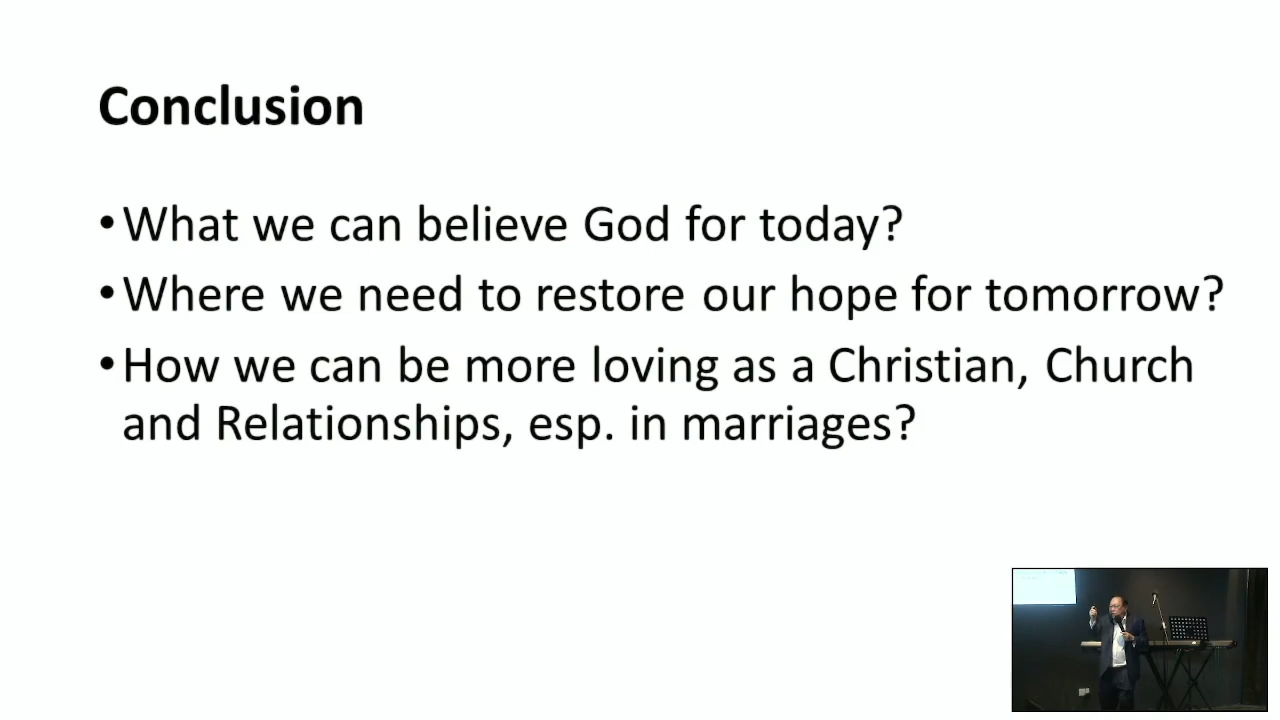 Conclusion
•What we can believe God for today?
•Where we need to restore our hope for tomorrow?
•How we can be more loving as a Christian, Church
and Relationships, esp. in marriages?